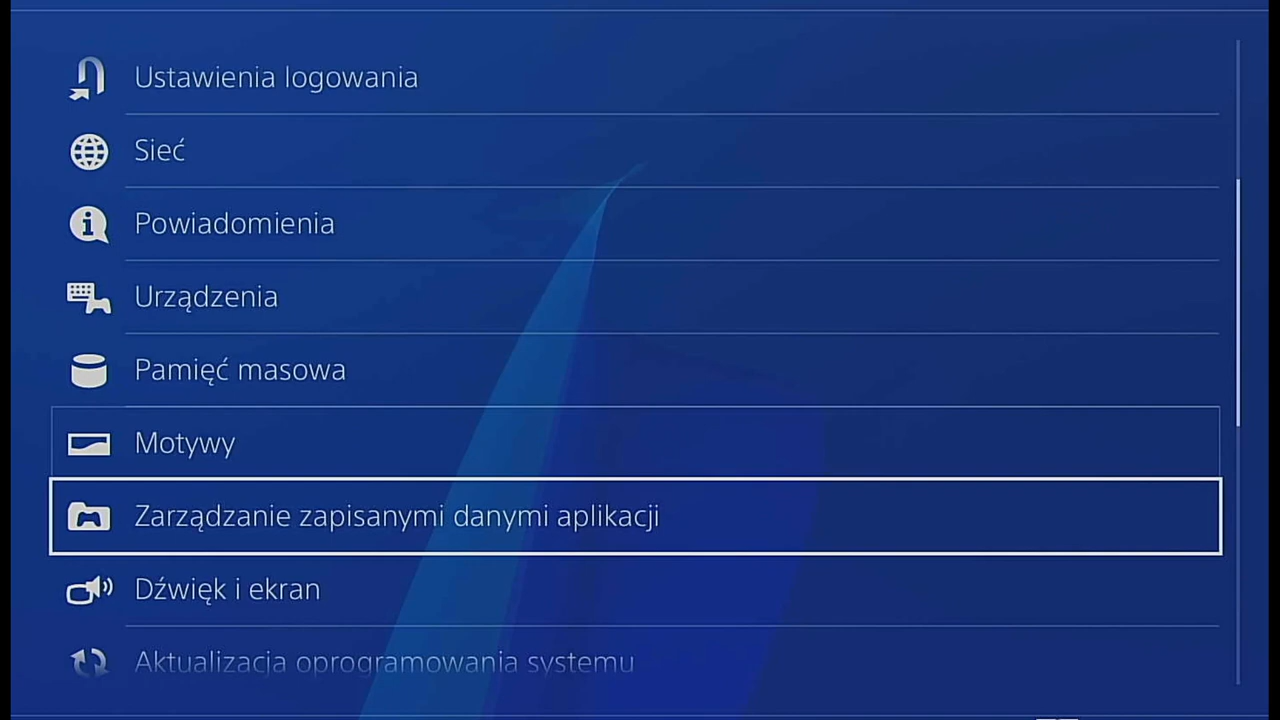 Ustawienia logowania
Sieć
Powiadomienia
Urządzenia
Pamięć masowa
Motywy
Zarządzanie zapisanymi danymi aplikacji
Dźwięk i ekran
Aktualizacja oprogramowania systemu